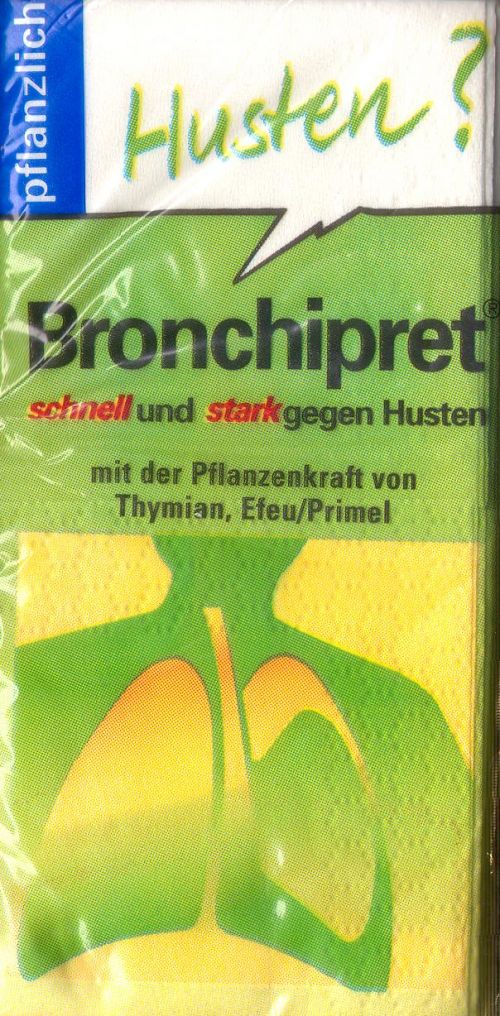 pflanzlich
Husten?
Bronchipret®
schnell und stark gegen Husten
mit der Pflanzenkraft von
Thymian, Efeu/Primel